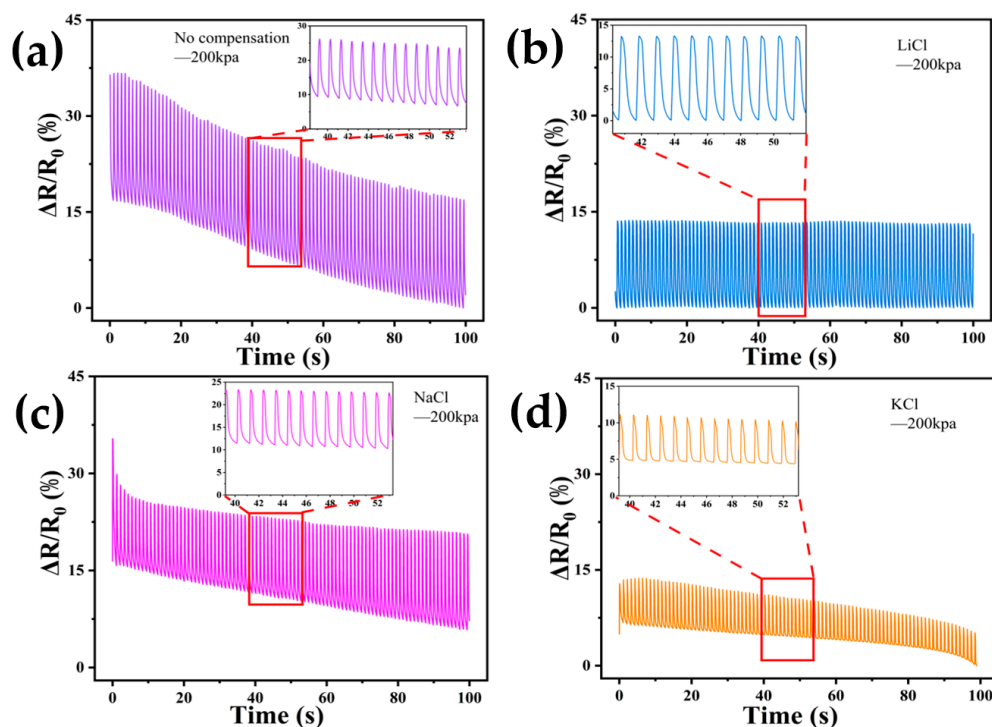 (a)
No compensation
—200kpa
30
20
10
0
40 42 44 46 48 50 52
45
30
15
0
ΔR/R0 (%)
0 20 40 60 80 100
Time (s)
(b)
LiCl
—200kpa
15
10
5
0
42 44 46 48 50
45
30
15
0
ΔR/R0 (%)
0 20 40 60 80 100
Time (s)
(c)
NaCl
—200kpa
25
20
15
10
5
0
40 42 44 46 48 50 52
45
30
15
0
ΔR/R0 (%)
0 20 40 60 80 100
Time (s)
(d)
KCl
—200kpa
15
10
5
0
40 42 44 46 48 50 52
45
30
15
0
ΔR/R0 (%)
0 20 40 60 80 100
Time (s)